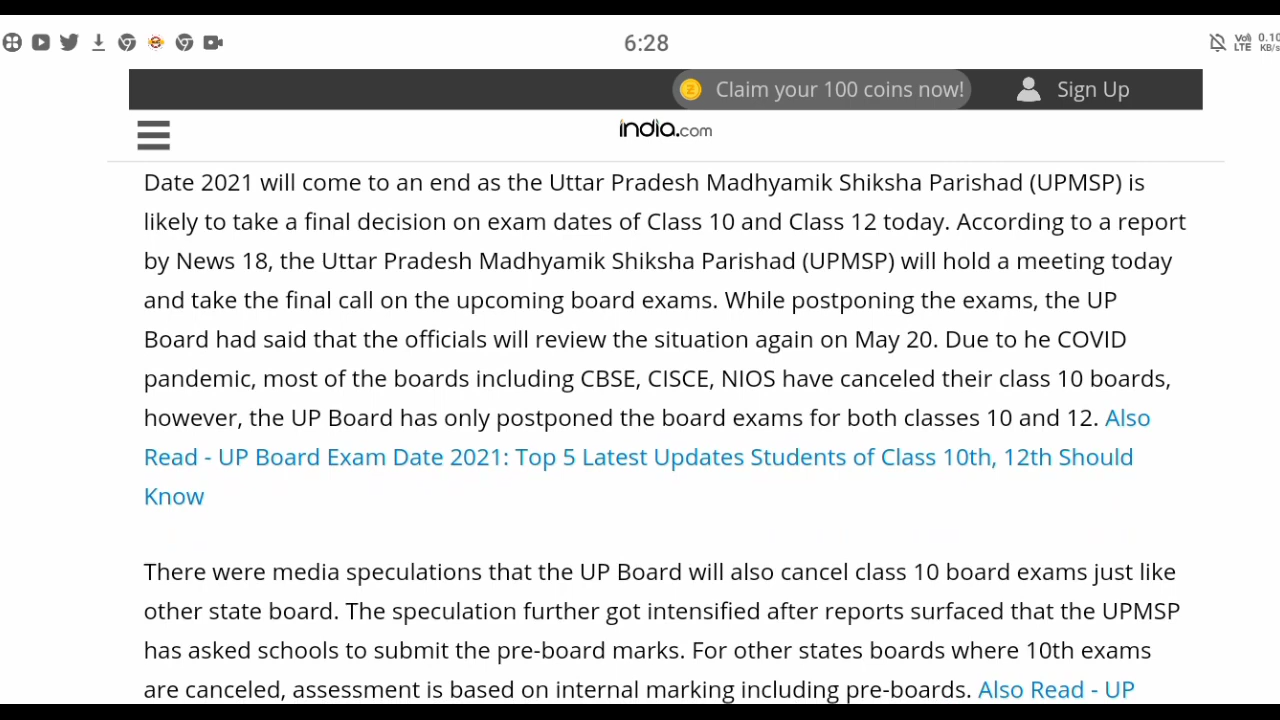 6:28
Vo))
LTE
0.10
KB/s
Claim your 100 coins now!
Sign Up
india.com
Date 2021 will come to an end as the Uttar Pradesh Madhyamik Shiksha Parishad (UPMSP) is
likely to take a final decision on exam dates of Class 10 and Class 12 today. According to a report
by News 18, the Uttar Pradesh Madhyamik Shiksha Parishad (UPMSP) will hold a meeting today
and take the final call on the upcoming board exams. While postponing the exams, the UP
Board had said that the officials will review the situation again on May 20. Due to he COVID
pandemic, most of the boards including CBSE, CISCE, NIOS have canceled their class 10 boards,
however, the UP Board has only postponed the board exams for both classes 10 and 12. Also
Read - UP Board Exam Date 2021: Top 5 Latest Updates Students of Class 10th, 12th Should
Know
There were media speculations that the UP Board will also cancel class 10 board exams just like
other state board. The speculation further got intensified after reports surfaced that the UPMSP
has asked schools to submit the pre-board marks. For other states boards where 10th exams
are canceled, assessment is based on internal marking including pre-boards. Also Read - UP